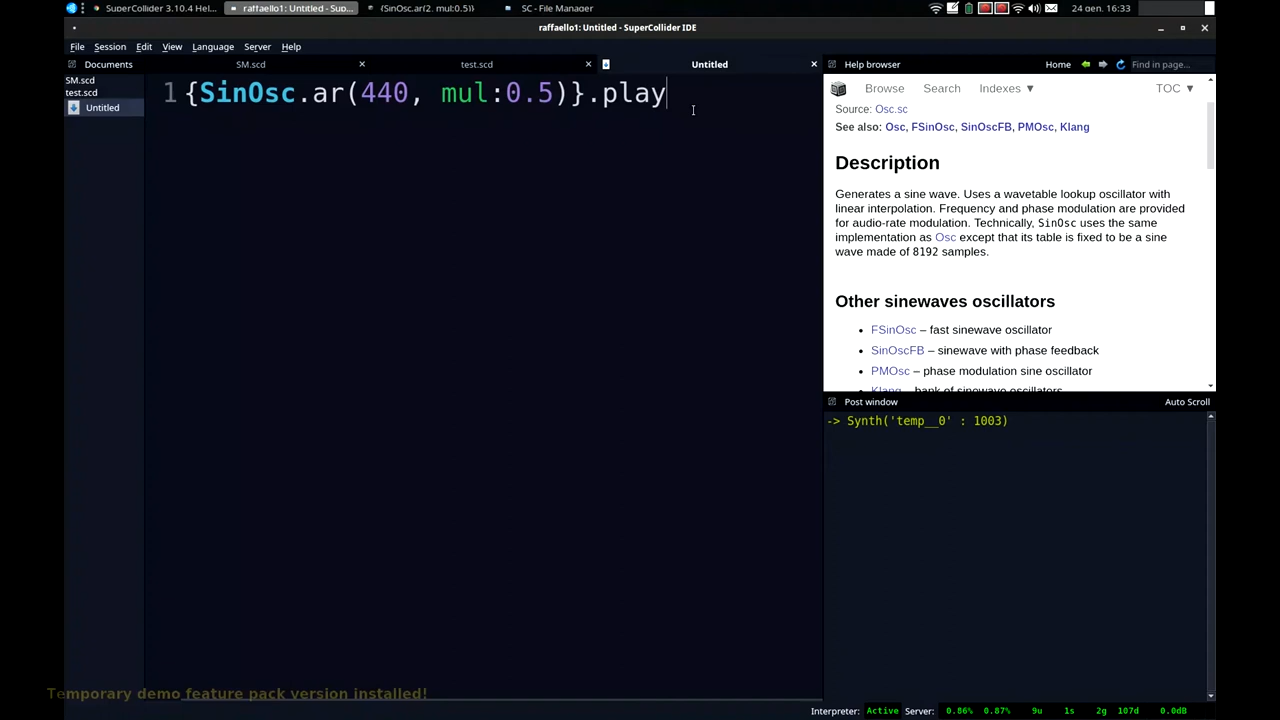 SuperCollider 3.10.4 Hel...
raffaello1: Untitled - Sup...
{SinOsc.ar(2, mul:0.5)}
SC - File Manager
24 gen, 16:33
raffaello1: Untitled - SuperCollider IDE
File Session Edit View Language Server Help
Documents
SM.scd
test.scd
Untitled
Help browser
Home
Find in page...
SM.scd
test.scd
Untitled
1 {SinOsc.ar(440, mul:0.5)}.play
Browse Search Indexes ▼ TOC ▼
Source: Osc.sc
See also: Osc, FSinOsc, SinOscFB, PMOsc, Klang
Description
Generates a sine wave. Uses a wavetable lookup oscillator with
linear interpolation. Frequency and phase modulation are provided
for audio-rate modulation. Technically, SinOsc uses the same
implementation as Osc except that its table is fixed to be a sine
wave made of 8192 samples.
Other sinewaves oscillators
• FSinOsc – fast sinewave oscillator
• SinOscFB – sinewave with phase feedback
• PMOsc – phase modulation sine oscillator
• Klang – bank of sinewave oscillators
Post window
Auto Scroll
-> Synth('temp__0' : 1003)
Temporary demo feature pack version installed!
Interpreter: Active Server: 0.86% 0.87% 9u 1s 2g 107d 0.0dB